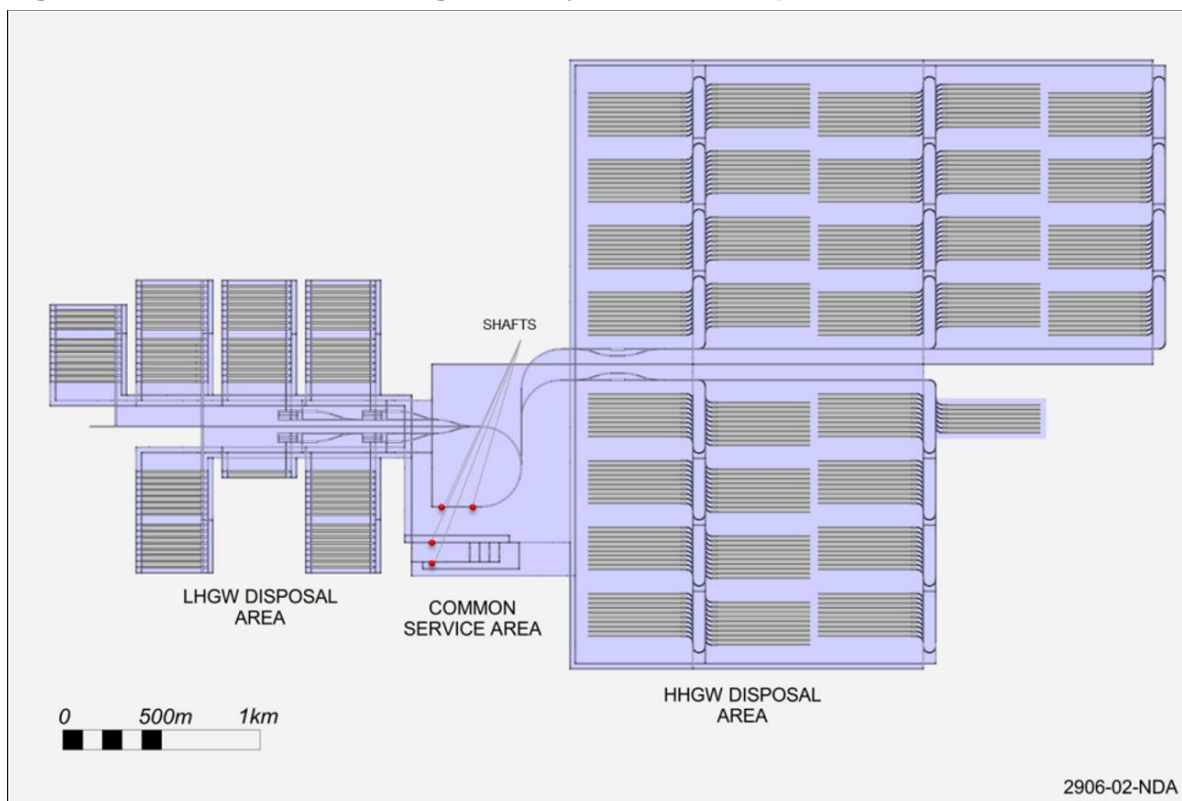 SHAFTS
LHGW DISPOSAL
AREA
COMMON
SERVICE AREA
HHGW DISPOSAL
AREA
0 500m 1km
2906-02-NDA